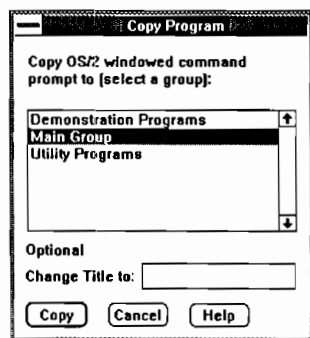 Copy Program
Copy OS/2 windowed command
prompt to (select a group):
Demonstration Programs
Main Group
Utility Programs
Optional
Change Title to:
Copy
Cancel
Help